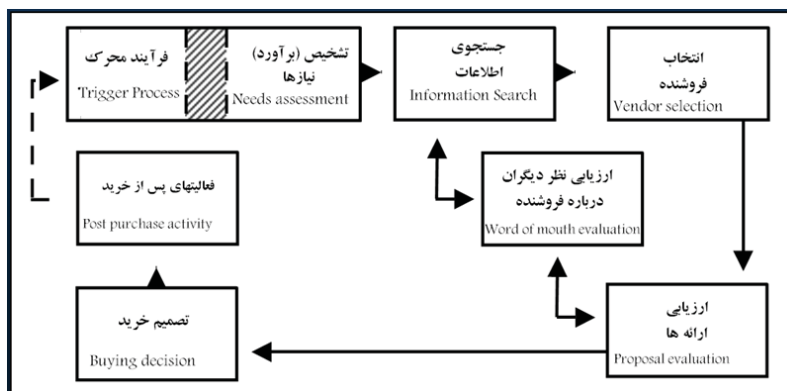 فرآیند محرک
Trigger Process
تشخیص (برآورد)
نیازها
Needs assessment
جستجوی
اطلاعات
Information Search
انتخاب
فروشنده
Vendor selection
ارزیابی نظر دیگران
درباره فروشنده
Word of mouth evaluation
ارزیابی
ارائه ها
Proposal evaluation
تصمیم خرید
Buying decision
فعالیتهای پس از خرید
Post purchase activity